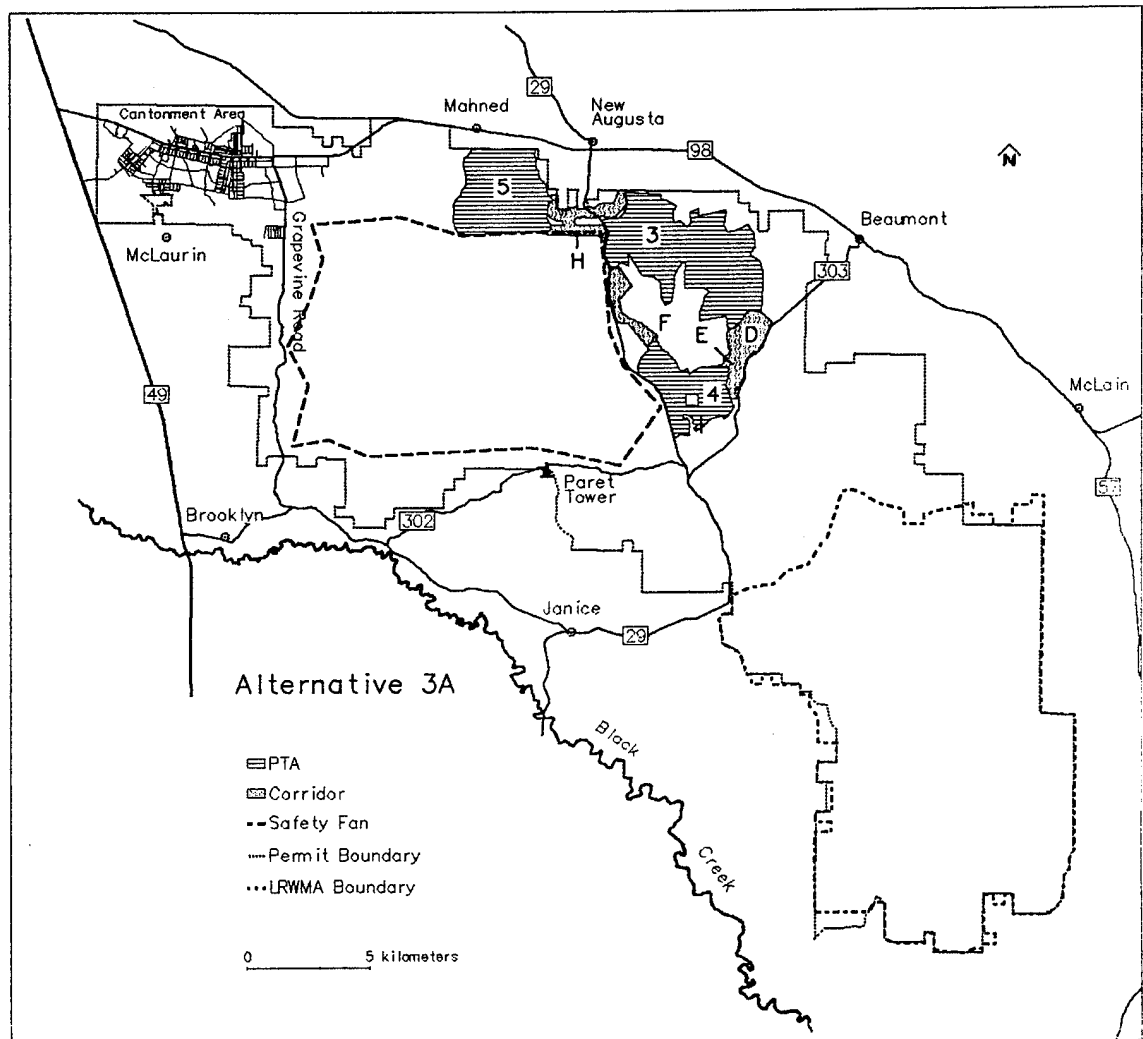 29
Mahned
New
Augusta
Cantonment Area
98
N
5
3
Beaumont
McLaurin
Grapevine Road
H
303
F
E
D
4
49
McLain
57
Paret
Tower
Brooklyn
302
Janice
29
Alternative 3A
Black
Creek
PTA
Corridor
Safety Fan
Permit Boundary
LRWMA Boundary
0 5 kilometers